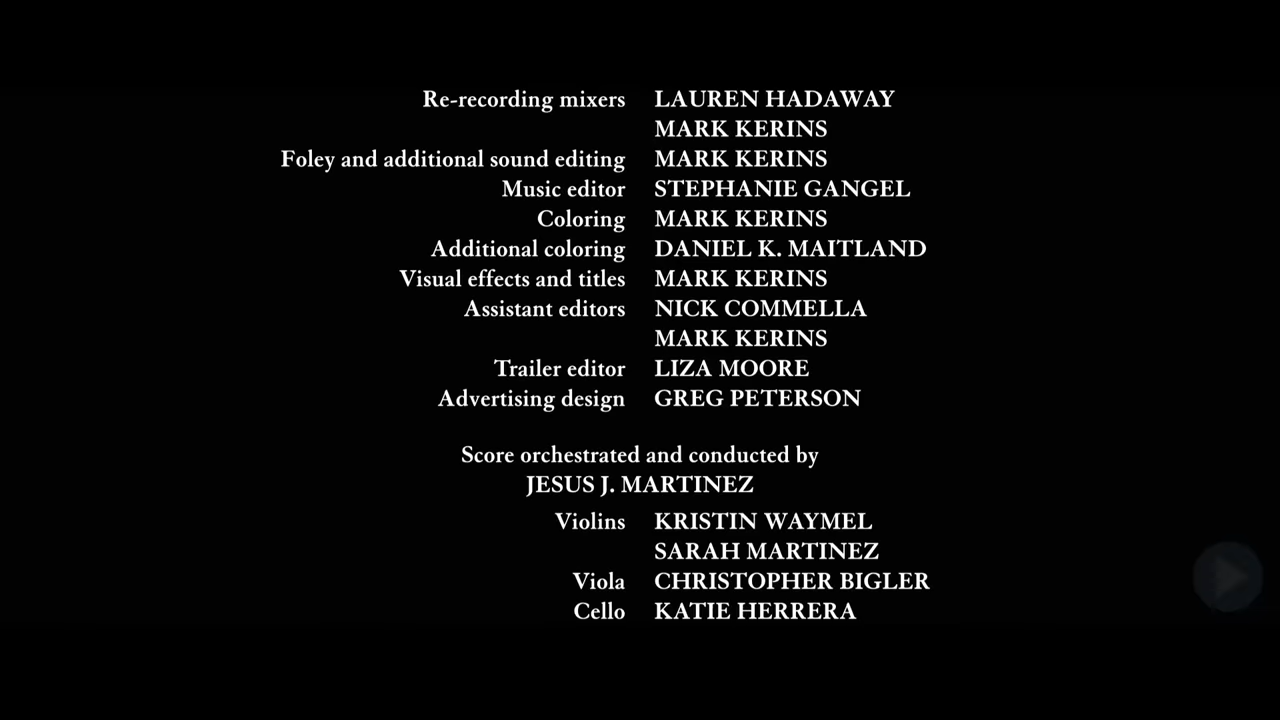 Re-recording mixers LAUREN HADAWAY
MARK KERINS
Foley and additional sound editing MARK KERINS
Music editor STEPHANIE GANGEL
Coloring MARK KERINS
Additional coloring DANIEL K. MAITLAND
Visual effects and titles MARK KERINS
Assistant editors NICK COMMELLA
MARK KERINS
Trailer editor LIZA MOORE
Advertising design GREG PETERSON
Score orchestrated and conducted by
JESUS J. MARTINEZ
Violins KRISTIN WAYMEL
SARAH MARTINEZ
Viola CHRISTOPHER BIGLER
Cello KATIE HERRERA